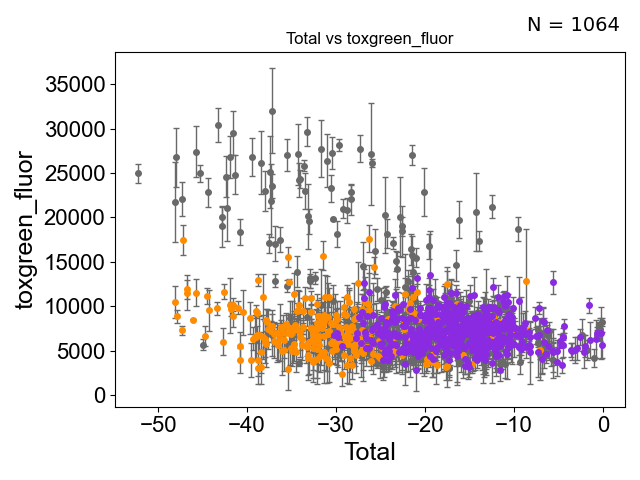 N = 1064
Total vs toxgreen_fluor
35000
30000
25000
20000
15000
10000
5000
0
toxgreen_fluor
−50 −40 −30 −20 −10 0
Total